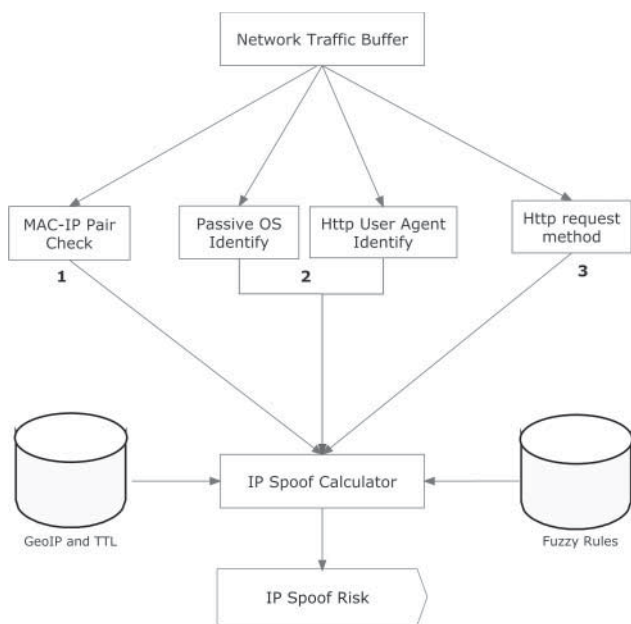 Network Traffic Buffer
MAC-IP Pair
Check
Passive OS
Identify
Http User Agent
Identify
Http request
method
1
2
3
IP Spoof Calculator
GeoIP and TTL
Fuzzy Rules
IP Spoof Risk